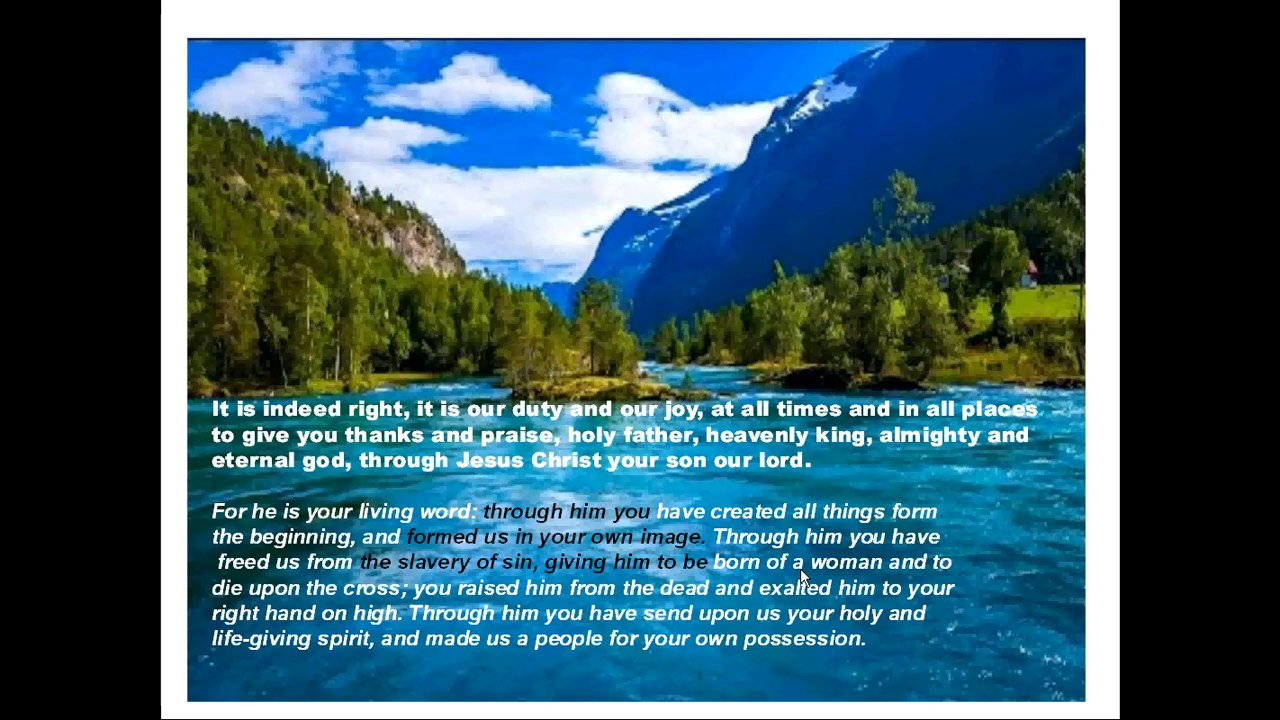 It is indeed right, it is our duty and our joy, at all times and in all places
to give you thanks and praise, holy father, heavenly king, almighty and
eternal god, through Jesus Christ your son our lord.
For he is your living word: through him you have created all things form
the beginning, and formed us in your own image. Through him you have
freed us from the slavery of sin, giving him to be born of a woman and to
die upon the cross; you raised him from the dead and exalted him to your
right hand on high. Through him you have send upon us your holy and
life-giving spirit, and made us a people for your own possession.